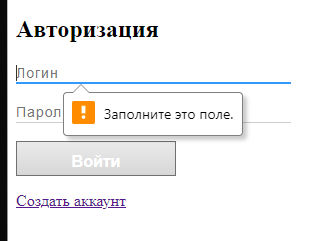 Авторизация
Логин
Парол
Заполните это поле.
Войти
Создать аккаунт